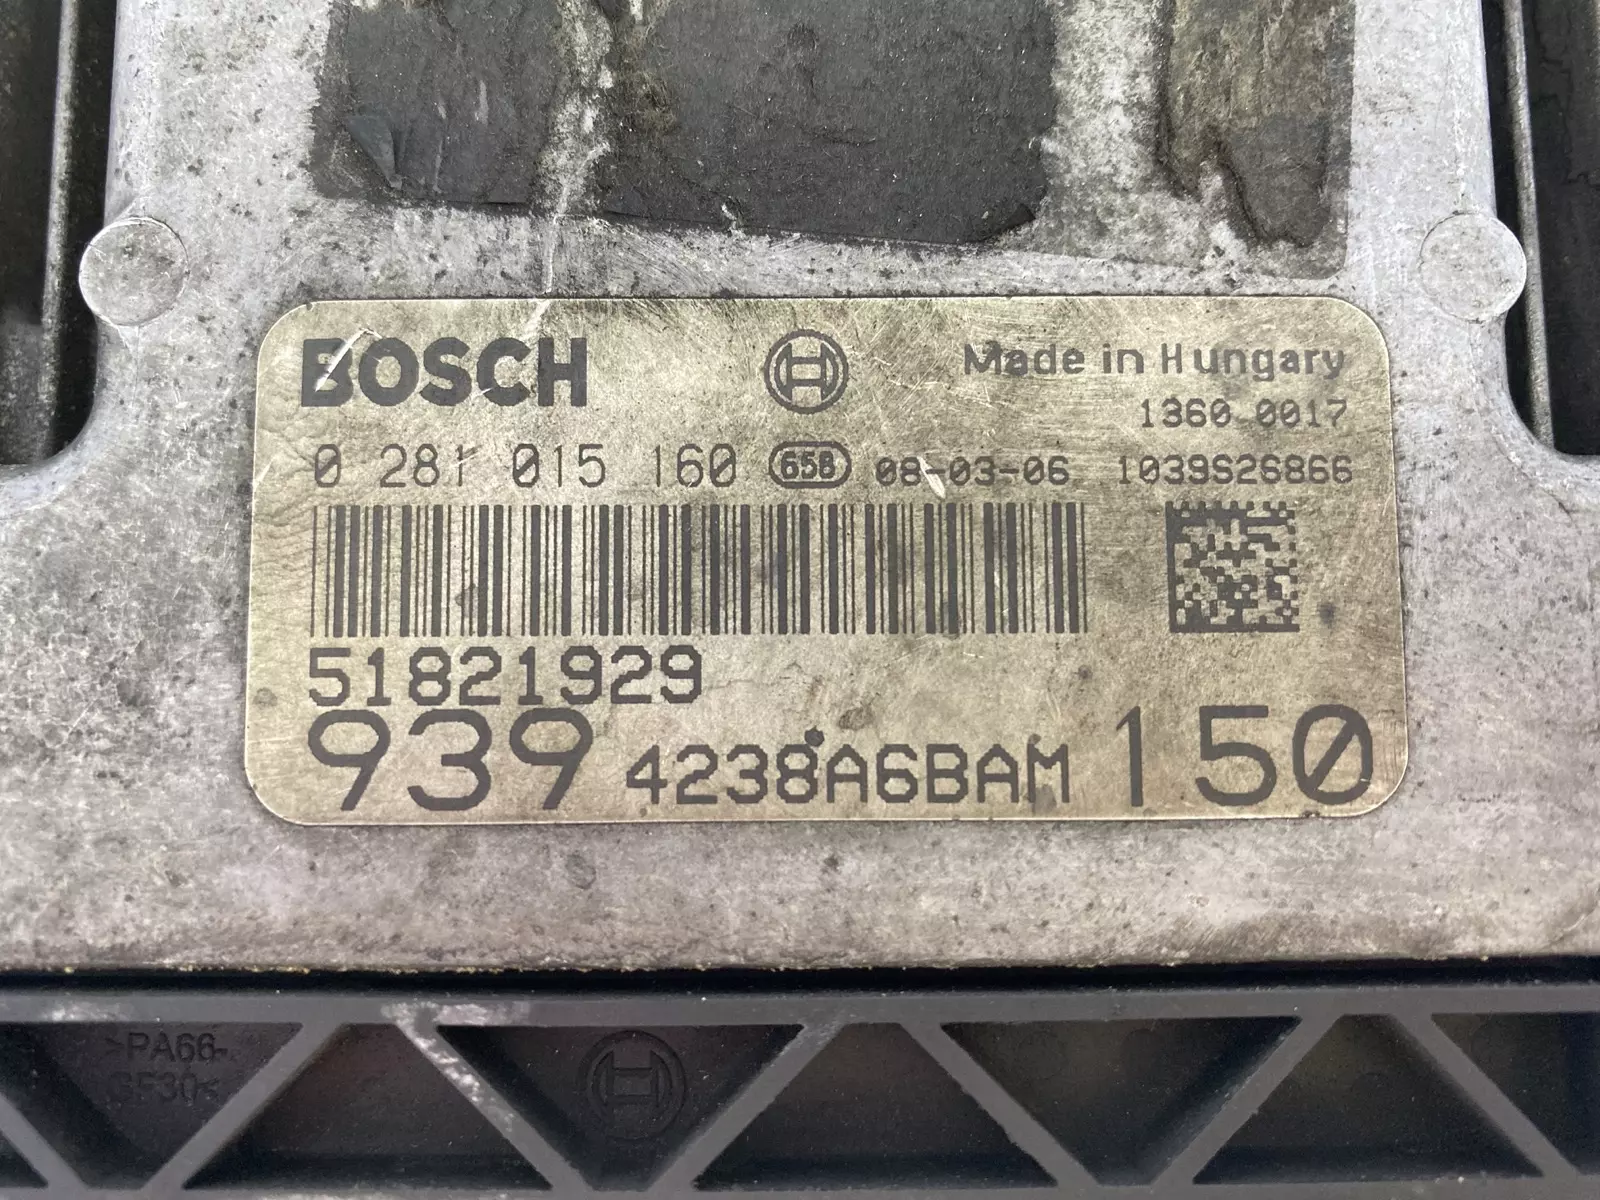 BOSCH Made in Hungary
1360 0017
0 281 015 160 658 08-03-06 1039S26866
51821929
939 4238A6BAM 150
>PA66-
GF30<